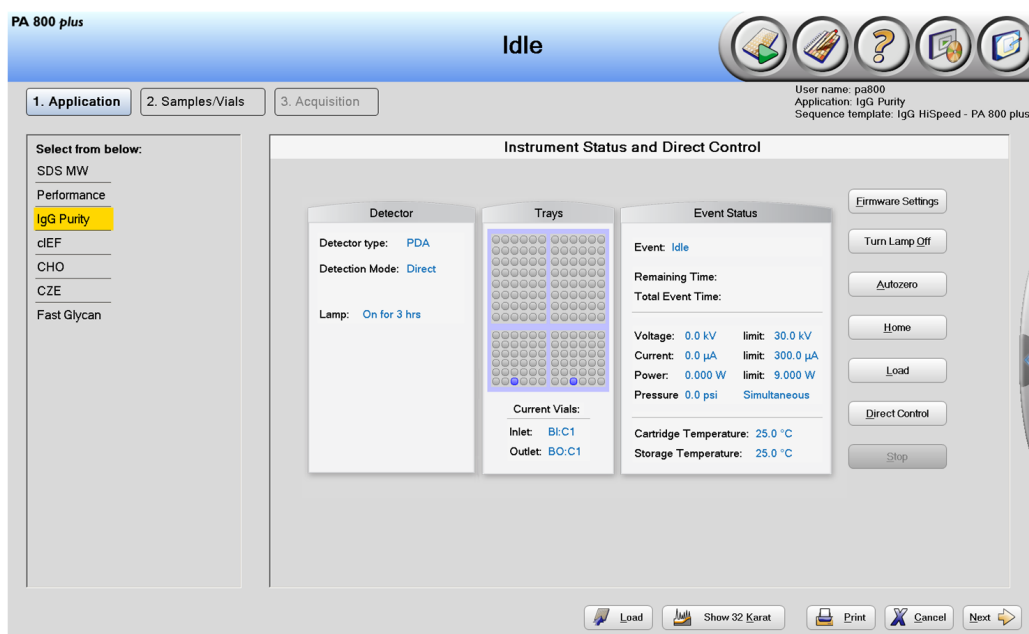 PA 800 plus
Idle
1. Application
2. Samples/Vials
3. Acquisition
User name: pa800
Application: IgG Purity
Sequence template: IgG HiSpeed - PA 800 plus
Select from below:
SDS MW
Performance
IgG Purity
cIEF
CHO
CZE
Fast Glycan
Instrument Status and Direct Control
Detector
Detector type: PDA
Detection Mode: Direct
Lamp: On for 3 hrs
Trays
Current Vials:
Inlet: BI:C1
Outlet: BO:C1
Event Status
Event: Idle
Remaining Time:
Total Event Time:
Voltage: 0.0 kV limit: 30.0 kV
Current: 0.0 µA limit: 300.0 µA
Power: 0.000 W limit: 9.000 W
Pressure 0.0 psi Simultaneous
Cartridge Temperature: 25.0 °C
Storage Temperature: 25.0 °C
Firmware Settings
Turn Lamp Off
Autozero
Home
Load
Direct Control
Stop
Load
Show 32 Karat
Print
Cancel
Next